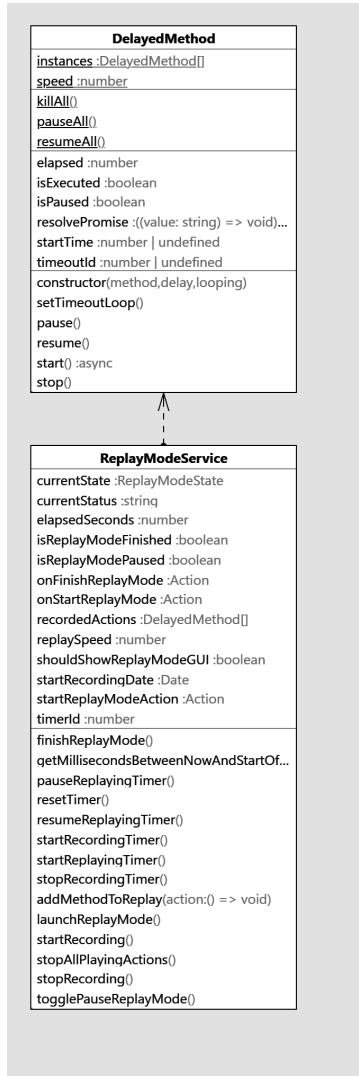 DelayedMethod
instances :DelayedMethod[]
speed :number
killAll()
pauseAll()
resumeAll()
elapsed :number
isExecuted :boolean
isPaused :boolean
resolvePromise :((value: string) => void)...
startTime :number | undefined
timeoutId :number | undefined
constructor(method,delay,looping)
setTimeoutLoop()
pause()
resume()
start() :async
stop()
ReplayModeService
currentState :ReplayModeState
currentStatus :string
elapsedSeconds :number
isReplayModeFinished :boolean
isReplayModePaused :boolean
onFinishReplayMode :Action
onStartReplayMode :Action
recordedActions :DelayedMethod[]
replaySpeed :number
shouldShowReplayModeGUI :boolean
startRecordingDate :Date
startReplayModeAction :Action
timerId :number
finishReplayMode()
getMillisecondsBetweenNowAndStartOf...
pauseReplayingTimer()
resetTimer()
resumeReplayingTimer()
startRecordingTimer()
startReplayingTimer()
stopRecordingTimer()
addMethodToReplay(action:() => void)
launchReplayMode()
startRecording()
stopAllPlayingActions()
stopRecording()
togglePauseReplayMode()